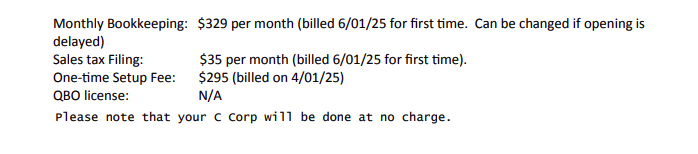 Monthly Bookkeeping: $329 per month (billed 6/01/25 for first time. Can be changed if opening is
delayed)
Sales tax Filing: $35 per month (billed 6/01/25 for first time).
One-time Setup Fee: $295 (billed on 4/01/25)
QBO license: N/A
Please note that your C Corp will be done at no charge.